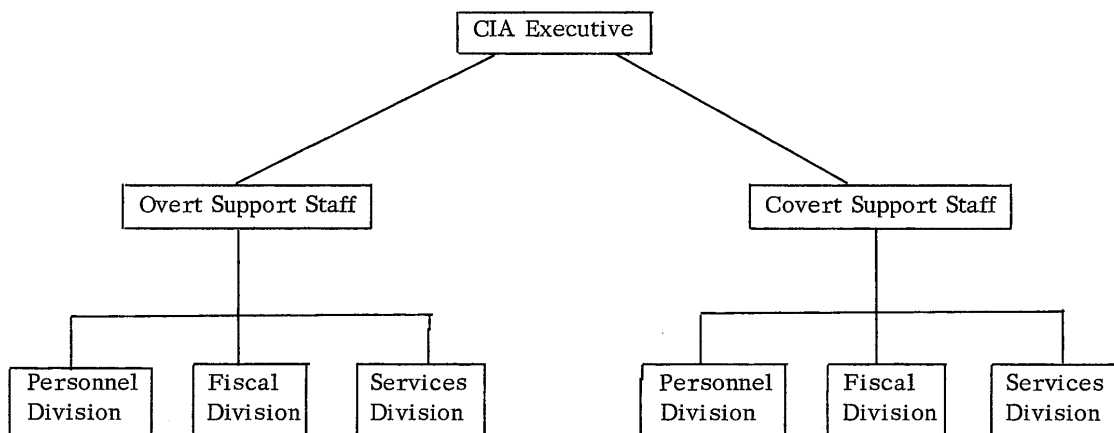 CIA Executive
Overt Support Staff
Covert Support Staff
Personnel
Division
Fiscal
Division
Services
Division
Personnel
Division
Fiscal
Division
Services
Division